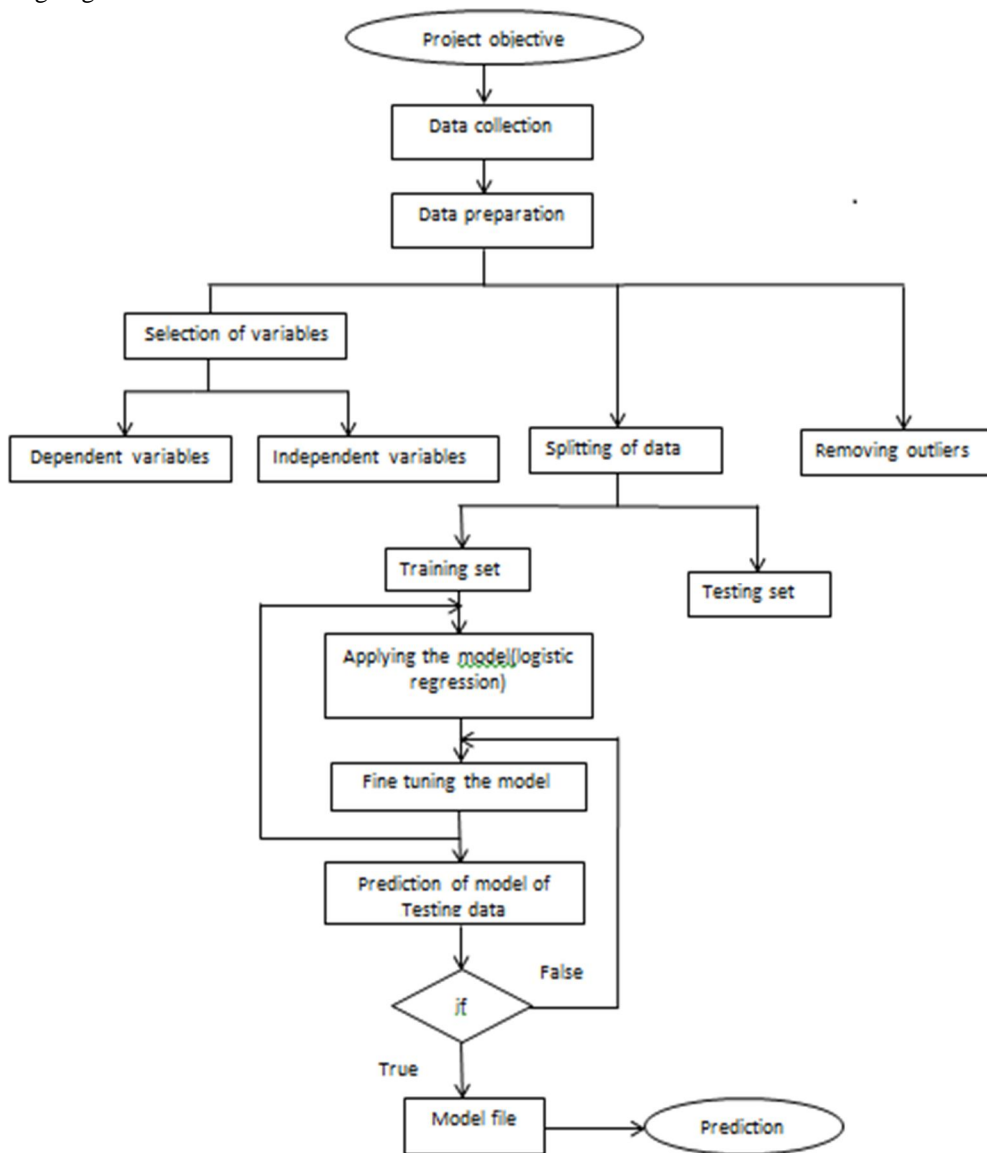 Project objective
Data collection
Data preparation
Selection of variables
Dependent variables
Independent variables
Splitting of data
Removing outliers
Training set
Testing set
Applying the model(logistic
regression)
Fine tuning the model
Prediction of model of
Testing data
if
False
True
Model file
Prediction